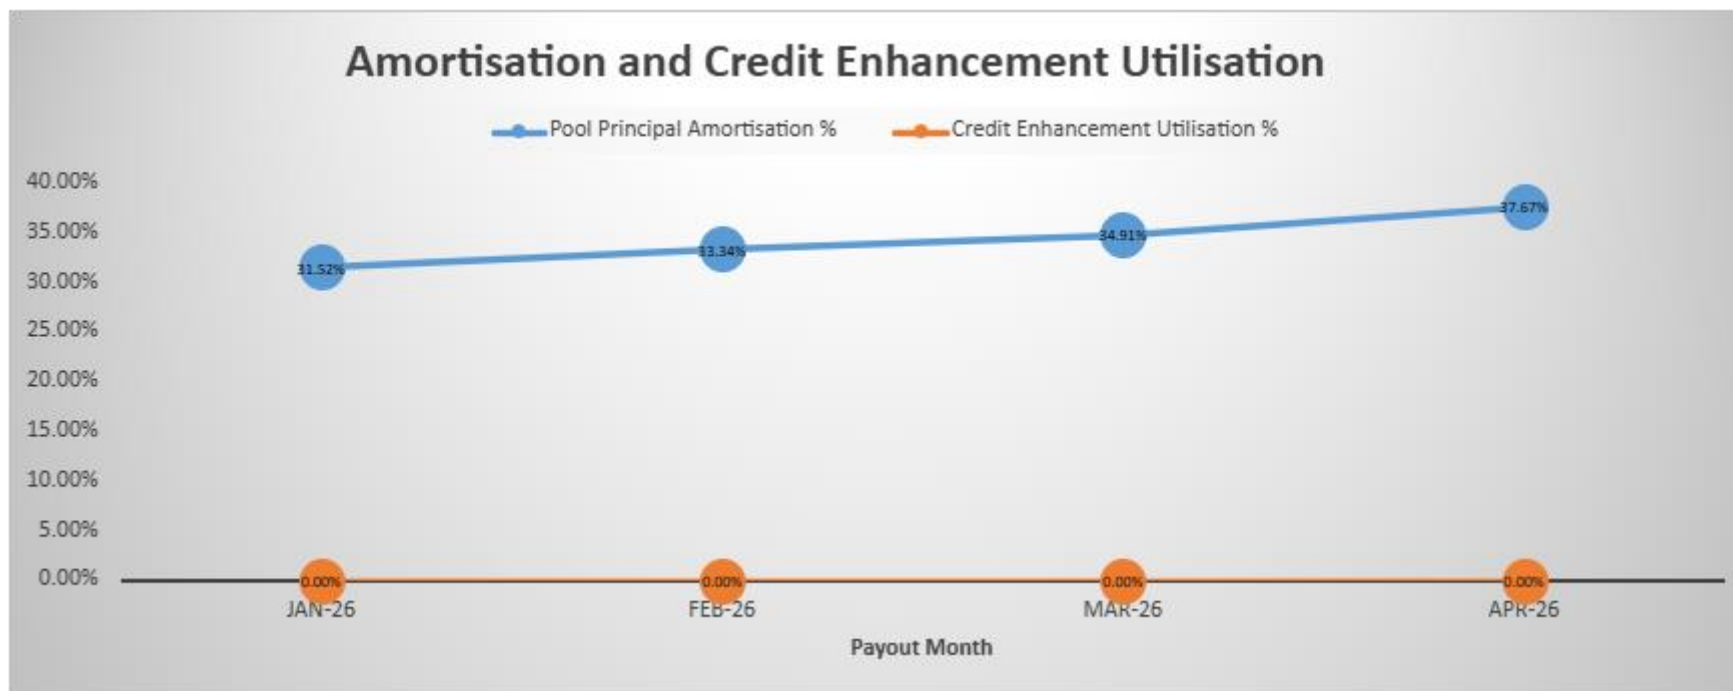 Amortisation and Credit Enhancement Utilisation
Pool Principal Amortisation % Credit Enhancement Utilisation %
40.00%
35.00%
30.00%
25.00%
20.00%
15.00%
10.00%
5.00%
0.00%
31.52% 33.34% 34.91% 37.67%
0.00% 0.00% 0.00% 0.00%
JAN-26 FEB-26 MAR-26 APR-26
Payout Month